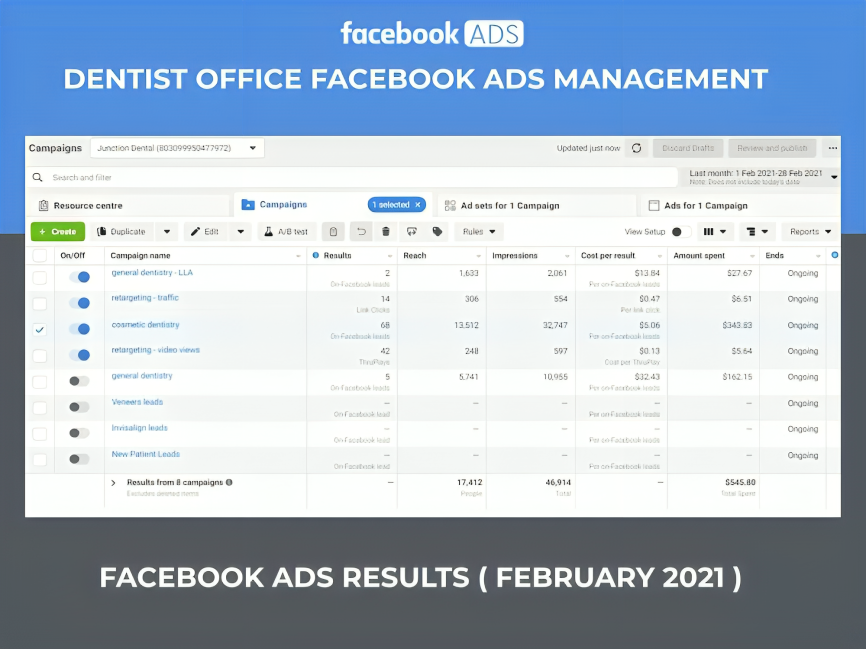 facebook ADS
DENTIST OFFICE FACEBOOK ADS MANAGEMENT
Campaigns Junction Dental (803099950477972) Updated just now Discard Drafts Review and publish ...
Search and filter Last month: 1 Feb 2021-28 Feb 2021
Note: Does not include today's data
Resource centre Campaigns 1 selected × Ad sets for 1 Campaign Ads for 1 Campaign
+ Create Duplicate Edit A/B test Rules View Setup Reports
On/Off Campaign name Results Reach Impressions Cost per result Amount spent Ends
general dentistry - LLA 2 1,633 2,061 $13.84 $27.67 Ongoing
On-Facebook leads Per on-Facebook leads
retargeting - traffic 14 306 554 $0.47 $6.51 Ongoing
Link Clicks Per link click
cosmetic dentistry 68 13,512 32,747 $5.06 $343.83 Ongoing
On-Facebook leads Per on-Facebook leads
retargeting - video views 42 248 597 $0.13 $5.64 Ongoing
ThruPlays Cost per ThruPlay
general dentistry 5 5,741 10,955 $32.43 $162.15 Ongoing
On-Facebook leads Per on-Facebook leads
Veneers leads — — — — — Ongoing
On-Facebook lead Per on-Facebook leads
Invisalign leads — — — — — Ongoing
On-Facebook lead Per on-Facebook leads
New Patient Leads — — — — — Ongoing
On-Facebook lead Per on-Facebook leads
Results from 8 campaigns — 17,412 46,914 — $545.80
Excludes deleted items People Total Total Spent
FACEBOOK ADS RESULTS ( FEBRUARY 2021 )